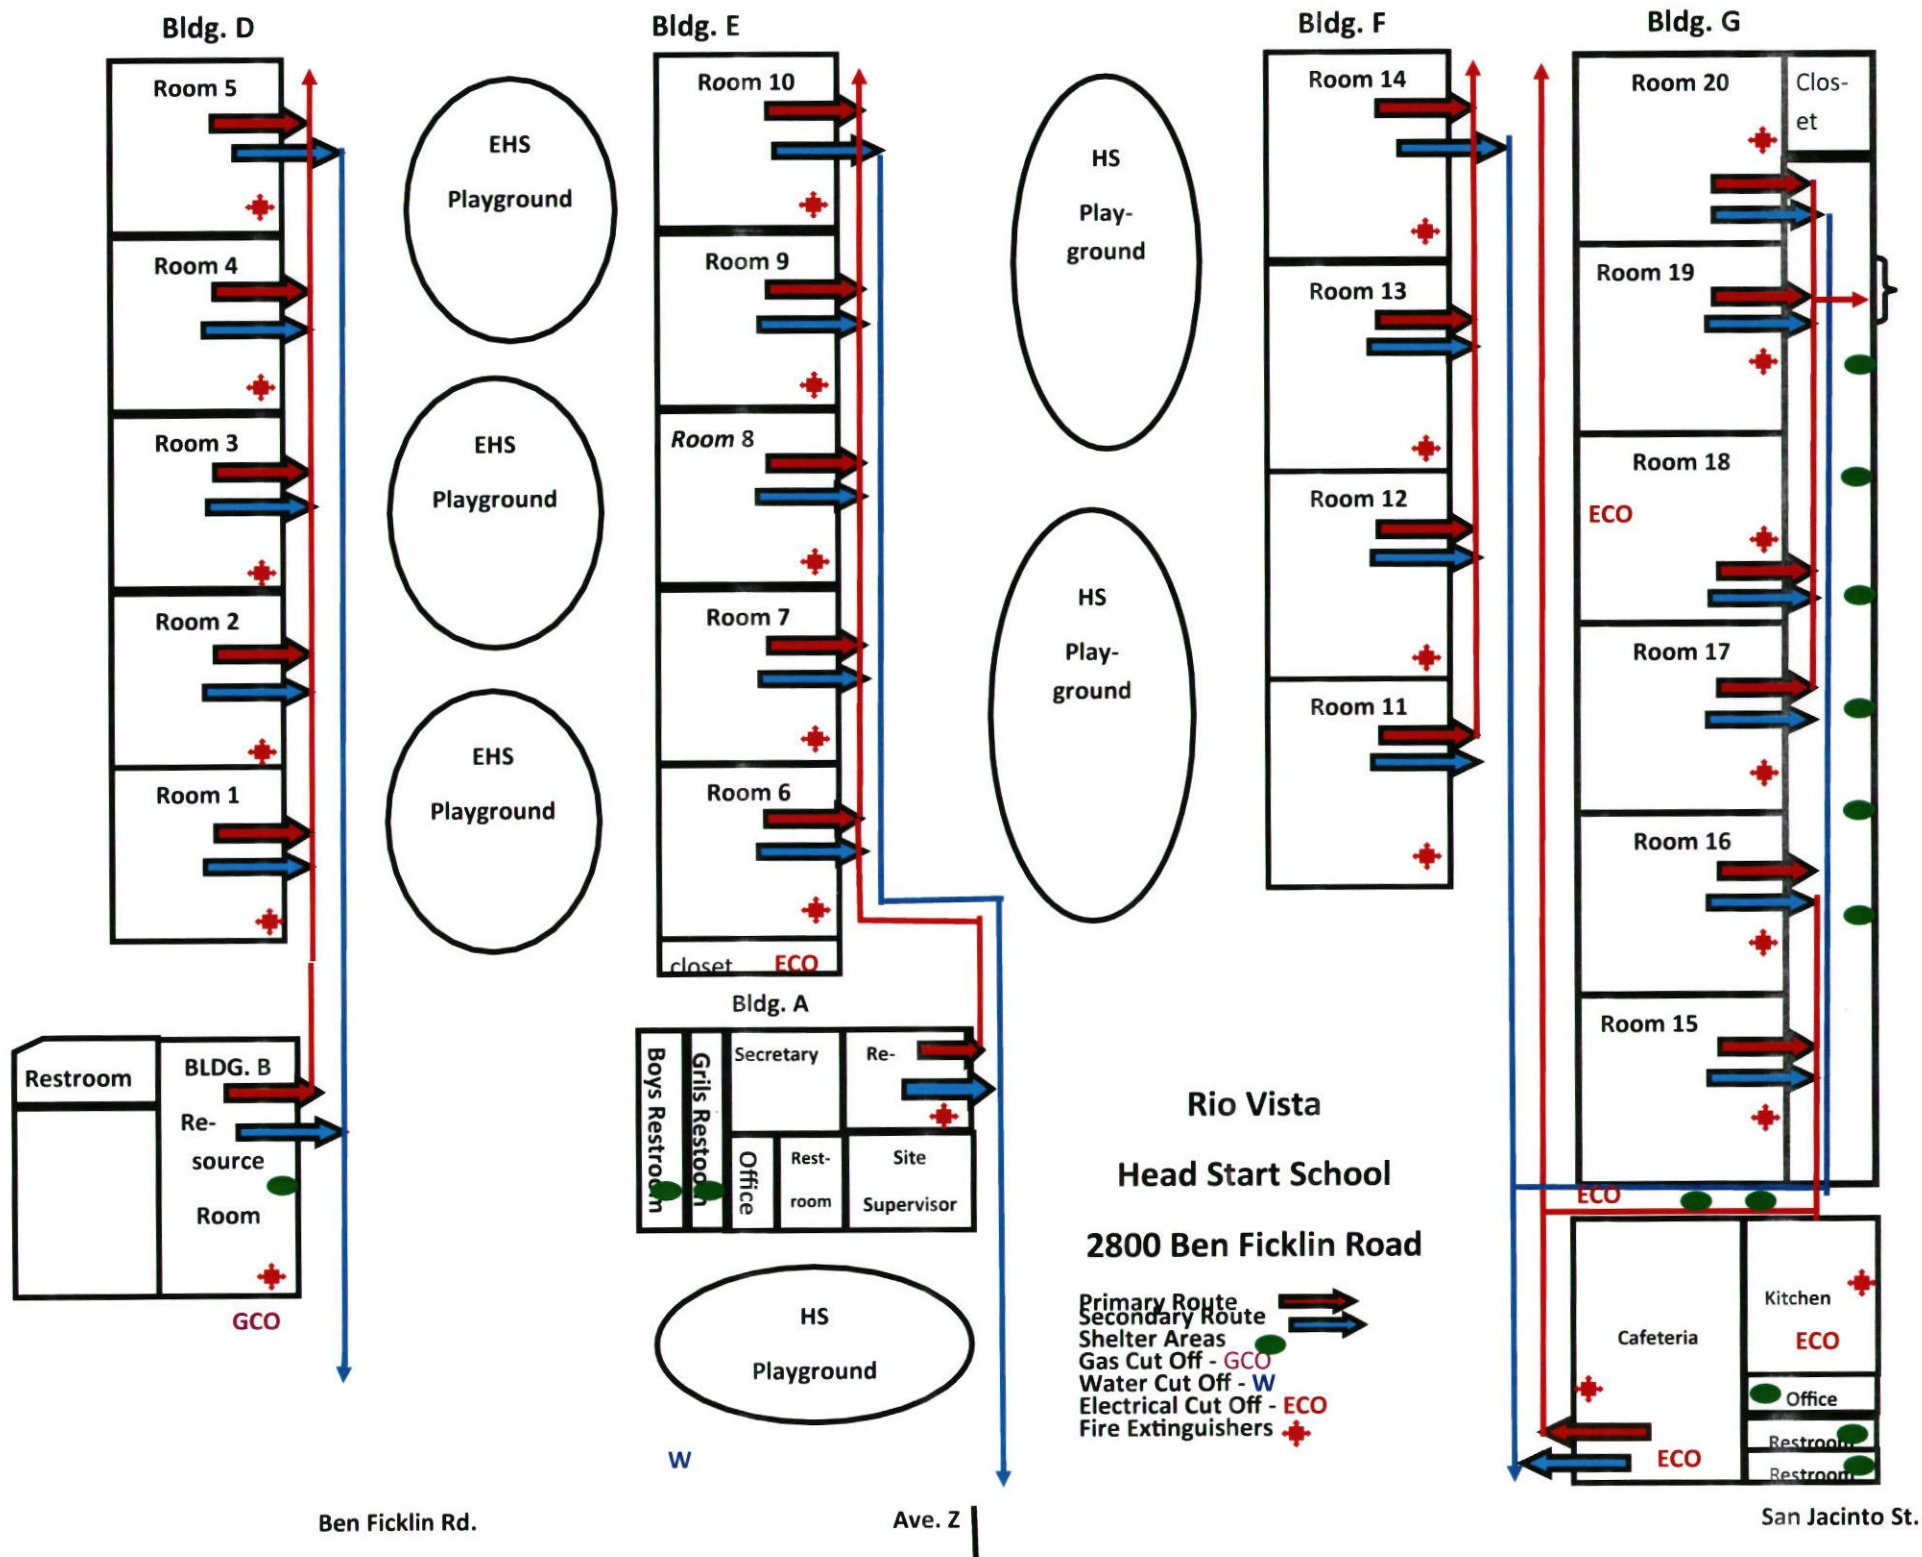 Bldg. D
Bldg. E
Bldg. F
Bldg. G
Room 5
Room 4
Room 3
Room 2
Room 1
EHS
Playground
EHS
Playground
EHS
Playground
Room 10
Room 9
Room 8
Room 7
Room 6
closet
ECO
HS
Play-
ground
HS
Play-
ground
Room 14
Room 13
Room 12
Room 11
Room 20
Clos-
et
Room 19
}
Room 18
ECO
Room 17
Room 16
Room 15
ECO
Restroom
BLDG. B
Re-
source
Room
GCO
Bldg. A
Boys Restroom
Grils Restoom
Secretary
Re-
Office
Rest-
room
Site
Supervisor
HS
Playground
W
Rio Vista
Head Start School
2800 Ben Ficklin Road
Primary Route
Secondary Route
Shelter Areas
Gas Cut Off - GCO
Water Cut Off - W
Electrical Cut Off - ECO
Fire Extinguishers
Cafeteria
ECO
Kitchen
ECO
Office
Restroom
Restroom
Ben Ficklin Rd.
Ave. Z
San Jacinto St.